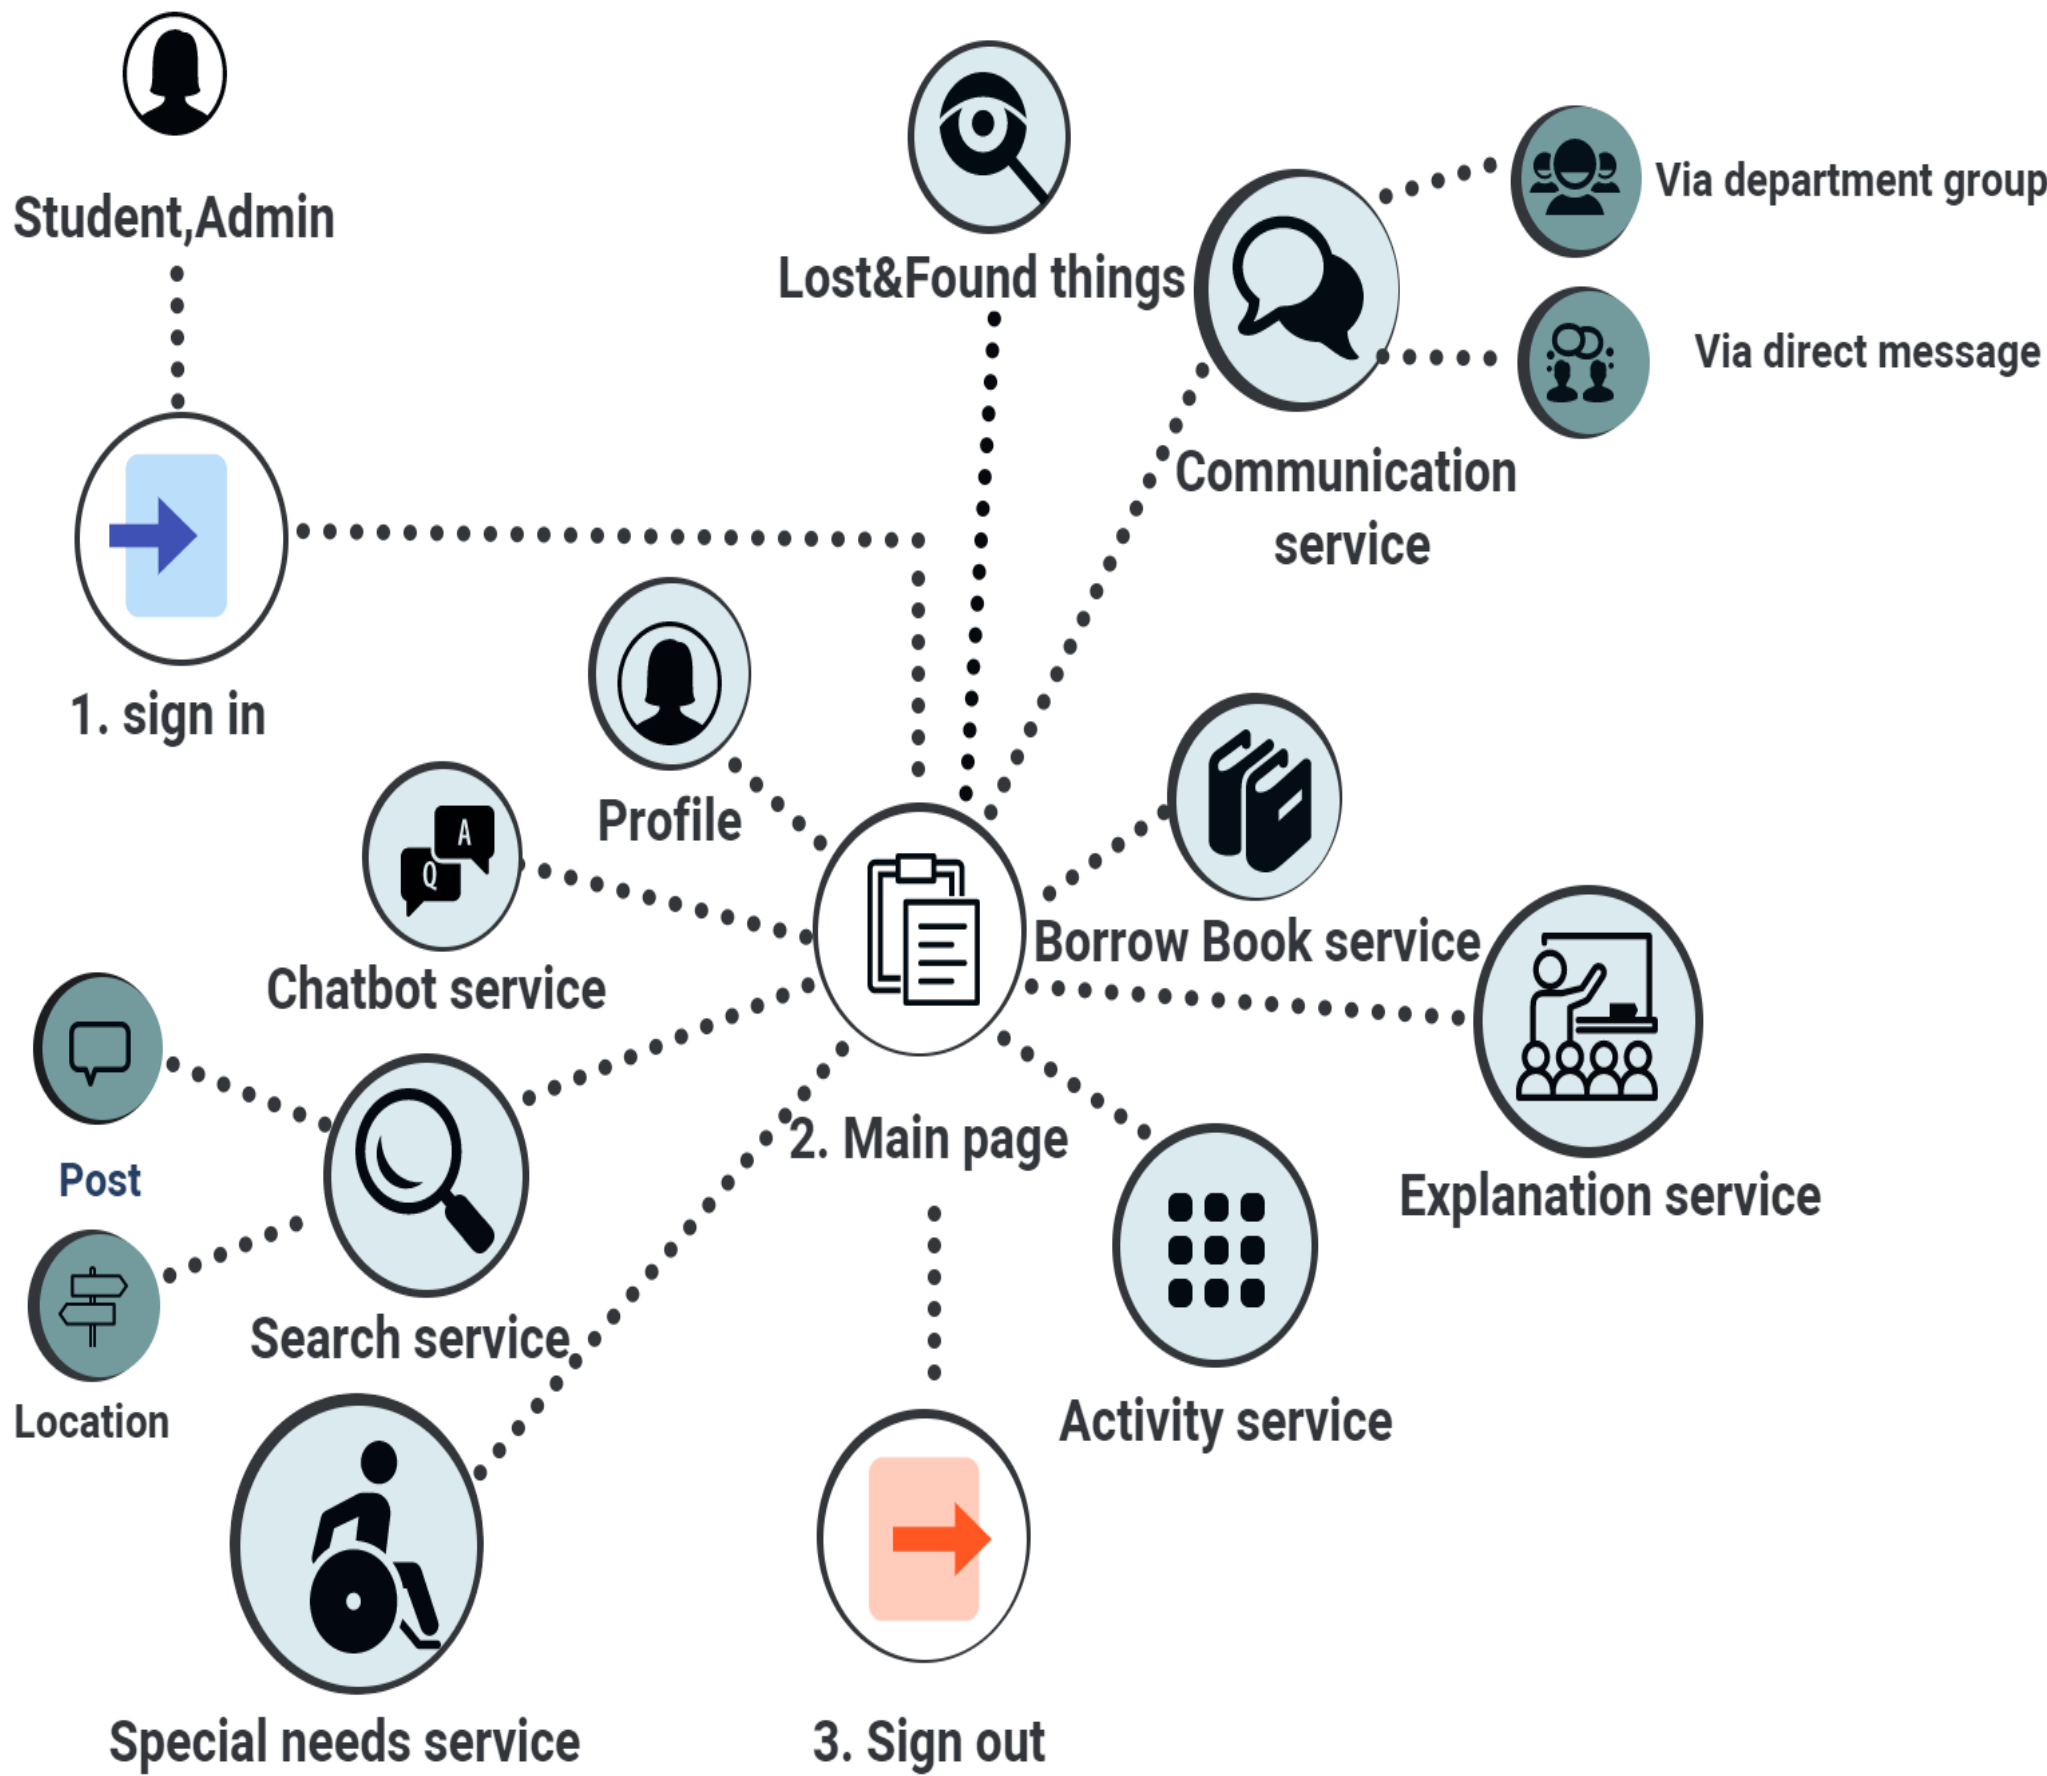 Student,Admin
Lost&Found things
Via department group
Via direct message
Communication
service
1. sign in
Profile
A
Q
Chatbot service
Borrow Book service
Post
2. Main page
Explanation service
Search service
Location
Activity service
Special needs service
3. Sign out